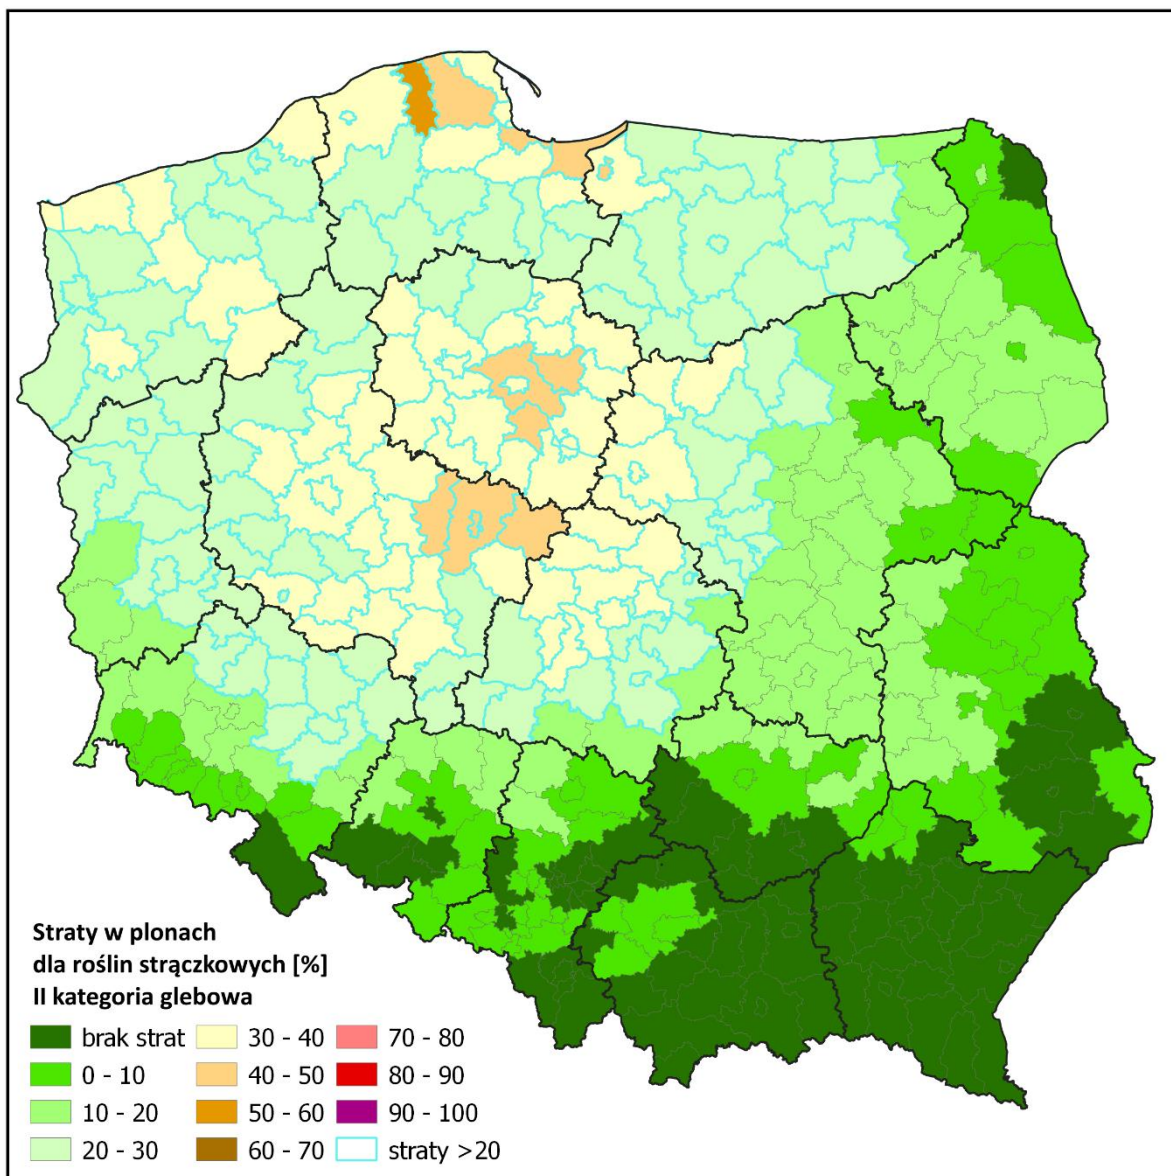 Straty w plonach
dla roślin strączkowych [%]
II kategoria glebowa
brak strat
0 - 10
10 - 20
20 - 30
30 - 40
40 - 50
50 - 60
60 - 70
70 - 80
80 - 90
90 - 100
straty >20